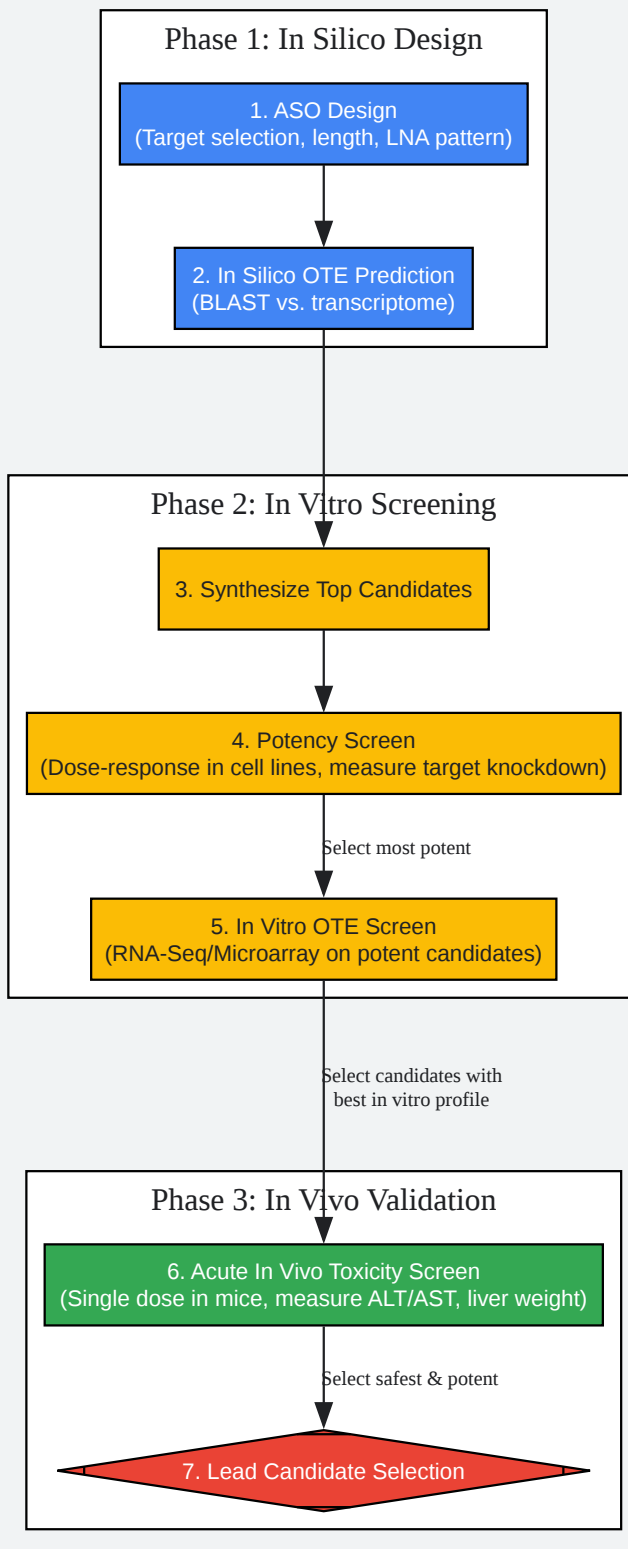 Phase 1: In Silico Design
1. ASO Design
(Target selection, length, LNA pattern)
2. In Silico OTE Prediction
(BLAST vs. transcriptome)
Phase 2: In Vitro Screening
3. Synthesize Top Candidates
4. Potency Screen
(Dose-response in cell lines, measure target knockdown)
Select most potent
5. In Vitro OTE Screen
(RNA-Seq/Microarray on potent candidates)
Select candidates with
best in vitro profile
Phase 3: In Vivo Validation
6. Acute In Vivo Toxicity Screen
(Single dose in mice, measure ALT/AST, liver weight)
Select safest & potent
7. Lead Candidate Selection